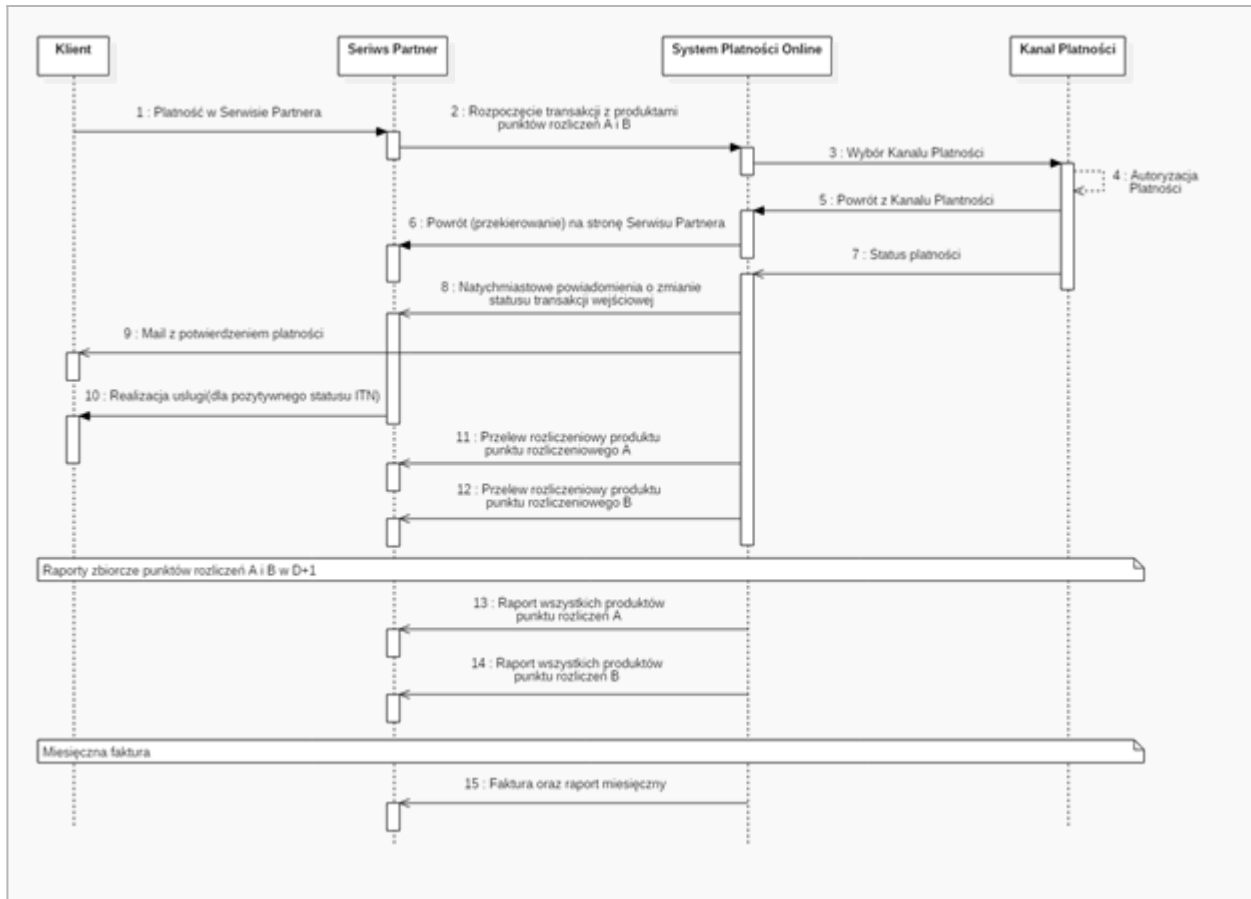 Klient
Seriws Partner
System Płatności Online
Kanał Płatności
1 : Płatność w Serwisie Partnera
2 : Rozpoczęcie transakcji z produktami
punktów rozliczeń A i B
3 : Wybór Kanału Płatności
4 : Autoryzacja
Płatności
5 : Powrót z Kanału Płantności
6 : Powrót (przekierowanie) na stronę Serwisu Partnera
7 : Status płatności
8 : Natychmiastowe powiadomienia o zmianie
statusu transakcji wejściowej
9 : Mail z potwierdzeniem płatności
10 : Realizacja usługi(dla pozytywnego statusu ITN)
11 : Przelew rozliczeniowy produktu
punktu rozliczeniowego A
12 : Przelew rozliczeniowy produktu
punktu rozliczeniowego B
Raporty zbiorcze punktów rozliczeń A i B w D+1
13 : Raport wszystkich produktów
punktu rozliczeń A
14 : Raport wszystkich produktów
punktu rozliczeń B
Miesięczna faktura
15 : Faktura oraz raport miesięczny